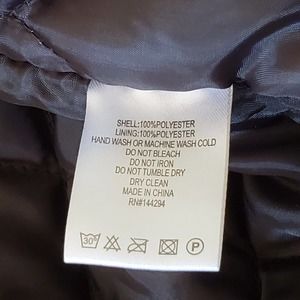 SHELL:100%POLYESTER
LINING:100%POLYESTER
HAND WASH OR MACHINE WASH COLD
DO NOT BLEACH
DO NOT IRON
DO NOT TUMBLE DRY
DRY CLEAN
MADE IN CHINA
RN#144294
30° P